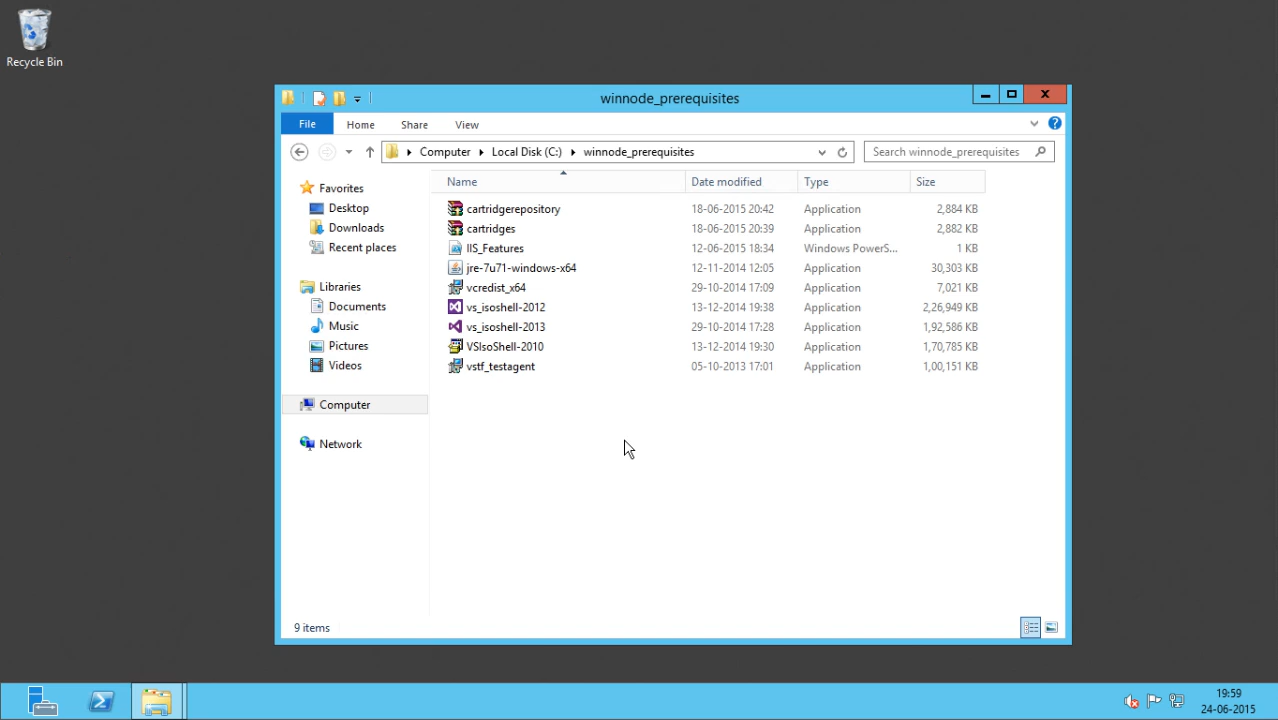 Recycle Bin
winnode_prerequisites
File Home Share View
Computer Local Disk (C:) winnode_prerequisites Search winnode_prerequisites
Name Date modified Type Size
Favorites
Desktop
Downloads
Recent places
Libraries
Documents
Music
Pictures
Videos
Computer
Network
cartridgerepository 18-06-2015 20:42 Application 2,884 KB
cartridges 18-06-2015 20:39 Application 2,882 KB
IIS_Features 12-06-2015 18:34 Windows PowerS... 1 KB
jre-7u71-windows-x64 12-11-2014 12:05 Application 30,303 KB
vcredist_x64 29-10-2014 17:09 Application 7,021 KB
vs_isoshell-2012 13-12-2014 19:38 Application 2,26,949 KB
vs_isoshell-2013 29-10-2014 17:28 Application 1,92,586 KB
VSIsoShell-2010 13-12-2014 19:30 Application 1,70,785 KB
vstf_testagent 05-10-2013 17:01 Application 1,00,151 KB
9 items
19:59
24-06-2015